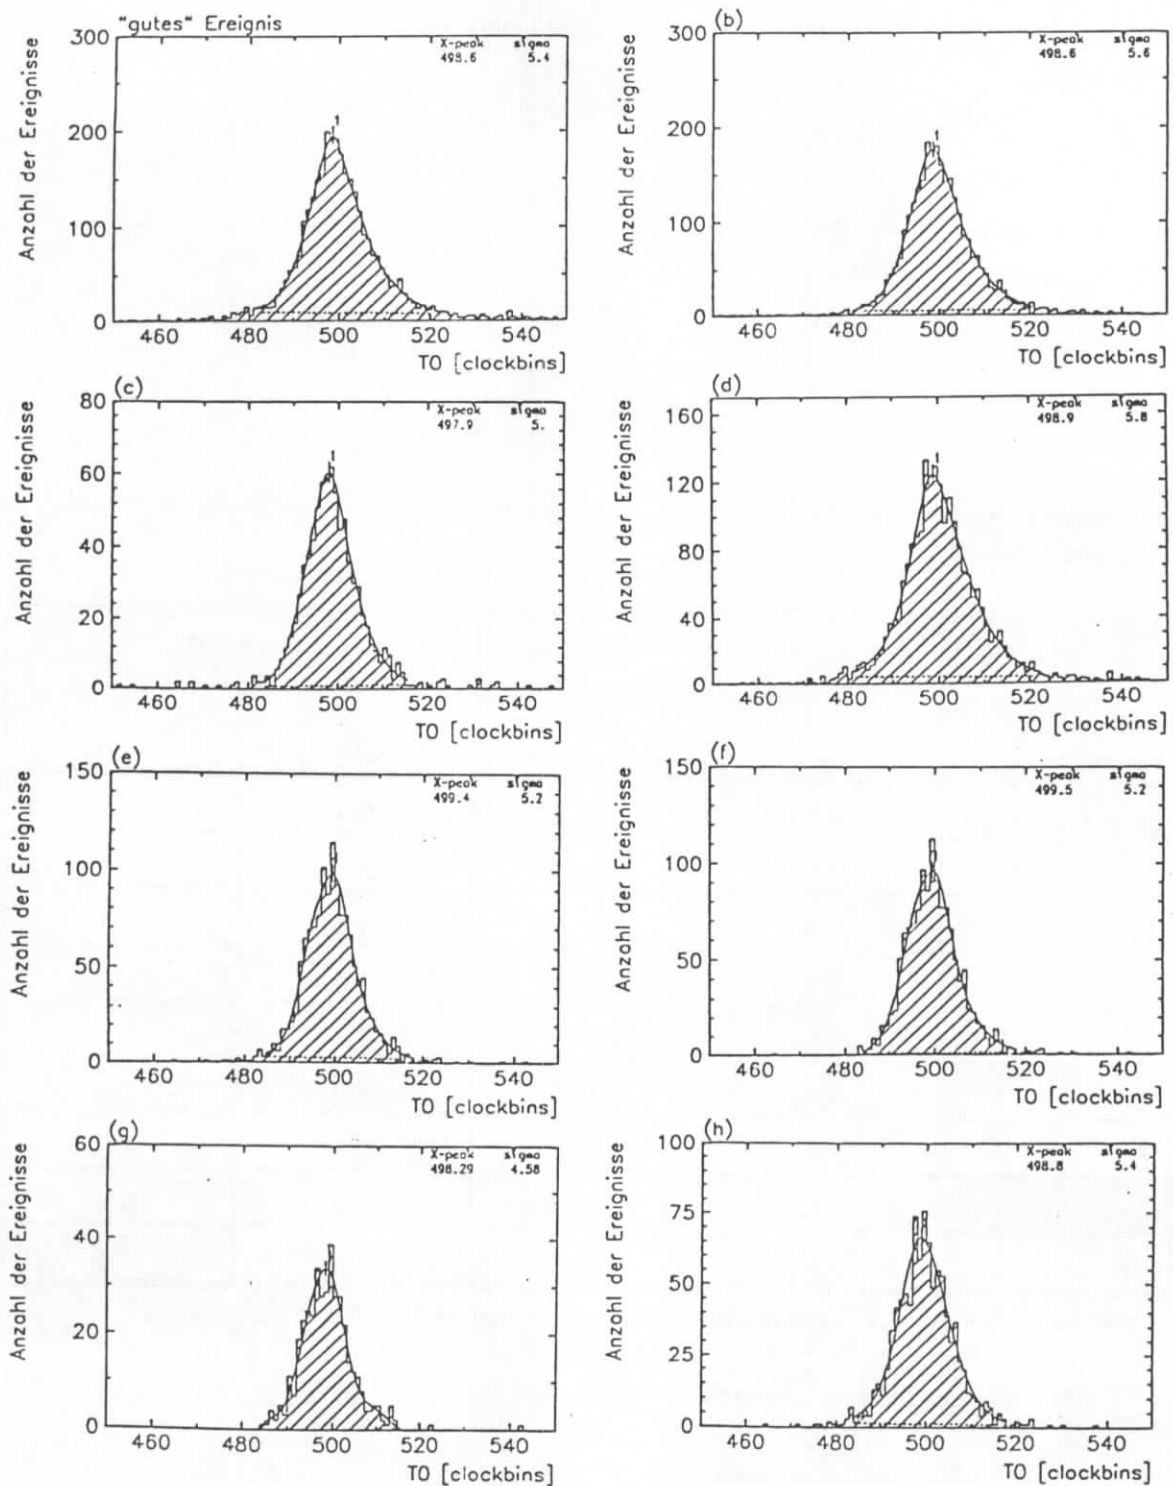 "gutes" Ereignis
X-peak sigma
498.6 5.4
300
200
100
0
460 480 500 520 540
Anzahl der Ereignisse
T0 [clockbins]
(b)
X-peak sigma
498.6 5.6
300
200
100
0
460 480 500 520 540
Anzahl der Ereignisse
T0 [clockbins]
(c)
X-peak sigma
497.9 5.
80
60
40
20
0
460 480 500 520 540
Anzahl der Ereignisse
T0 [clockbins]
(d)
X-peak sigma
498.9 5.8
160
120
80
40
0
460 480 500 520 540
Anzahl der Ereignisse
T0 [clockbins]
(e)
X-peak sigma
499.4 5.2
150
100
50
0
460 480 500 520 540
Anzahl der Ereignisse
T0 [clockbins]
(f)
X-peak sigma
499.5 5.2
150
100
50
0
460 480 500 520 540
Anzahl der Ereignisse
T0 [clockbins]
(g)
X-peak sigma
498.29 4.58
60
40
20
0
460 480 500 520 540
Anzahl der Ereignisse
T0 [clockbins]
(h)
X-peak sigma
498.8 5.4
100
75
50
25
0
460 480 500 520 540
Anzahl der Ereignisse
T0 [clockbins]